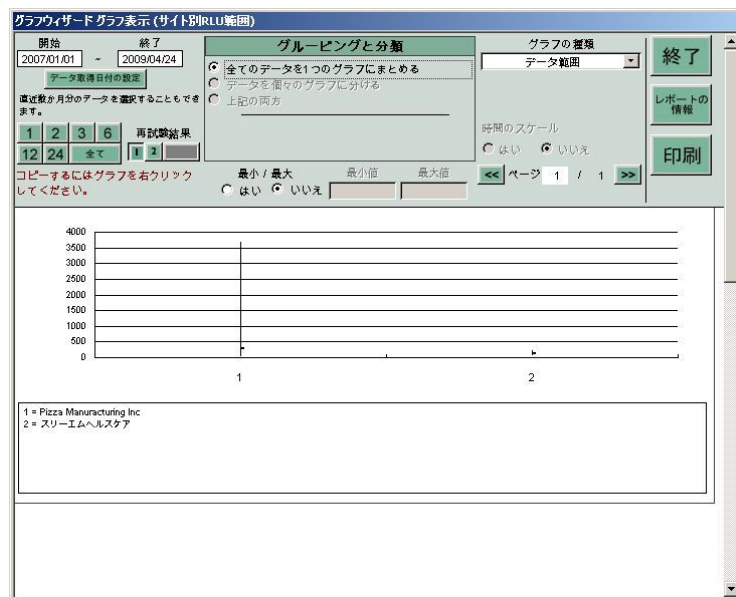 グラフウィザード グラフ表示 (サイト別RLU範囲)
開始 終了
2007/01/01 ~ 2009/04/24
データ取得日付の設定
直近数か月分のデータを選択することもできます。
1 2 3 6 再試験結果
12 24 全て 1 2
コピーするにはグラフを右クリックしてください。
グルーピングと分類
全てのデータを1つのグラフにまとめる
データを個々のグラフに分ける
上記の両方
最小 / 最大 最小値 最大値
はい いいえ
グラフの種類
データ範囲
時間のスケール
はい いいえ
<< ページ 1 / 1 >>
終了
レポートの
情報
印刷
4000
3500
3000
2500
2000
1500
1000
500
0
1 2
1 = Pizza Manuracturing Inc
2 = スリーエムヘルスケア